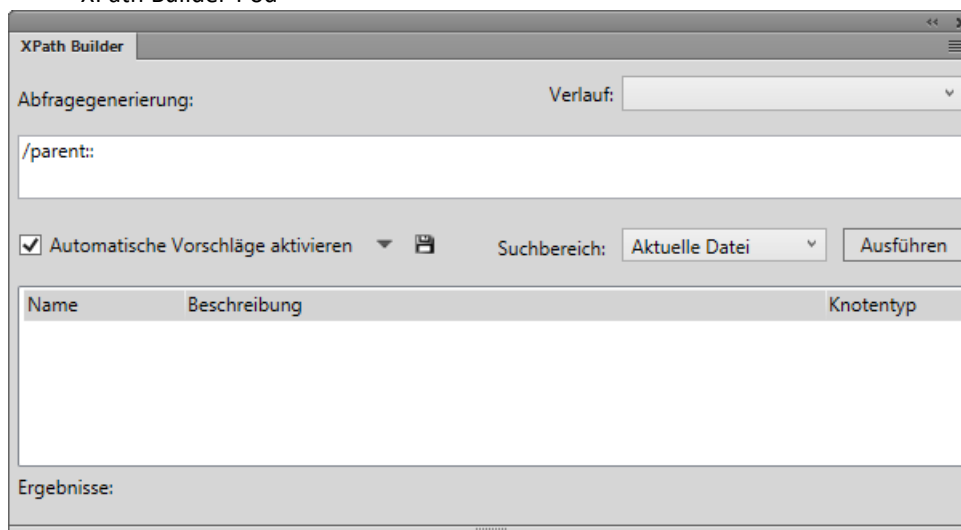 XPath Builder
Abfragegenerierung:
Verlauf:
/parent::
Automatische Vorschläge aktivieren
Suchbereich:
Aktuelle Datei
Ausführen
Name Beschreibung Knotentyp
Ergebnisse: